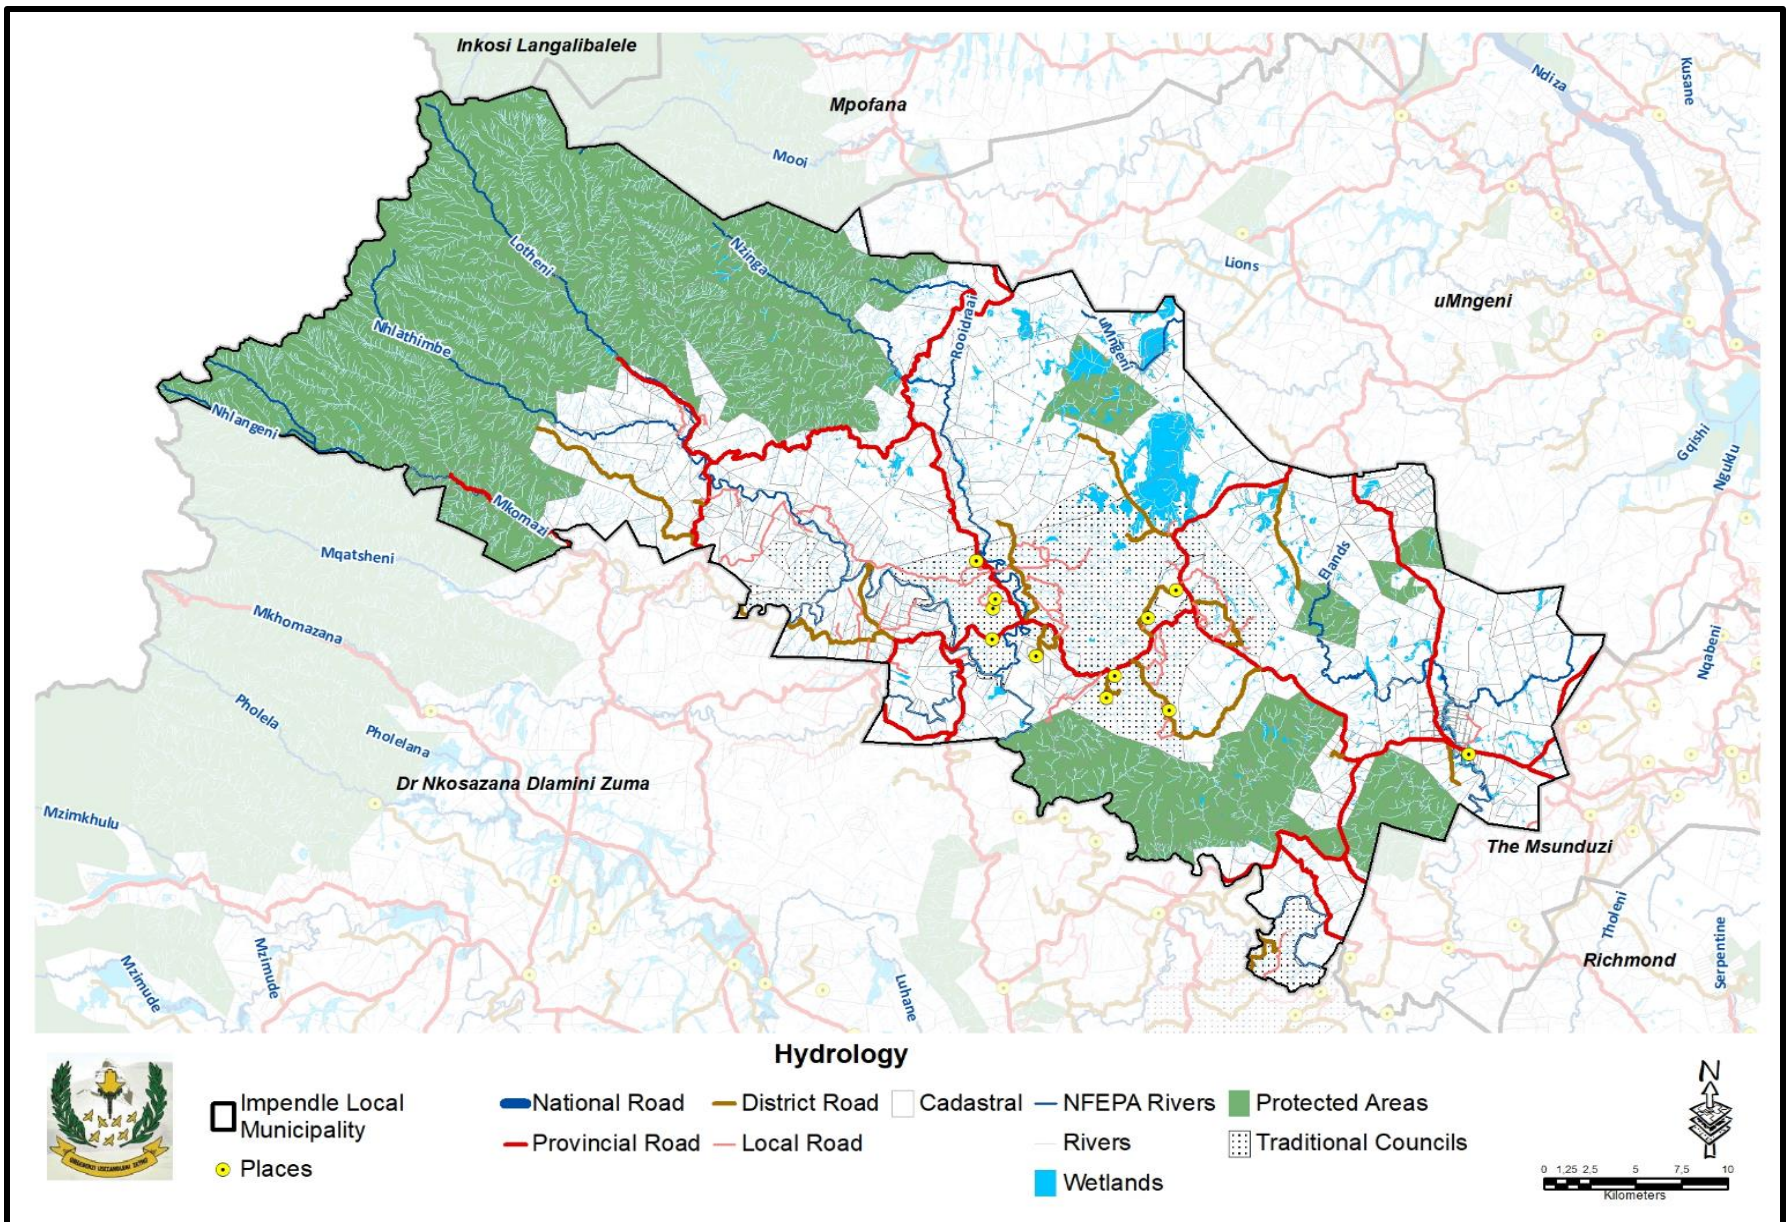 Inkosi Langalibalele
Mpofana
Ndiza
Kusane
Mooi
Lotheni
Nzinga
Lions
uMngeni
Rooidraai
uMngeni
Nhlathimbe
Nhlangeni
Gqishi
Nguklu
Mkomazi
Mqatsheni
Elands
Mkhomazana
Nqabeni
Pholela
Pholelana
Dr Nkosazana Dlamini Zuma
Mzimkhulu
The Msunduzi
Tholeni
Richmond
Serpentine
Mzimude
Mzimude
Luhane
Hydrology
Impendle Local
Municipality
Places
National Road
Provincial Road
District Road
Local Road
Cadastral
NFEPA Rivers
Rivers
Wetlands
Protected Areas
Traditional Councils
N
0 1,25 2,5 5 7,5 10
Kilometers